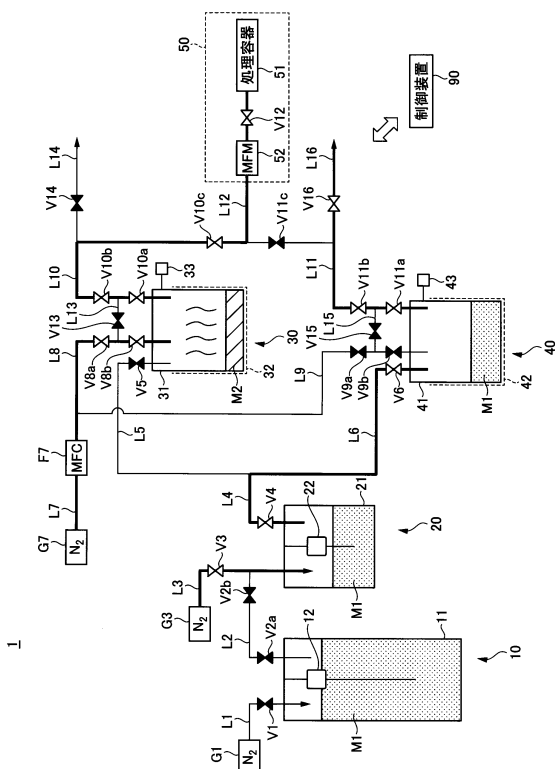 1
G1
N₂
L1
V1
L2
V2a
V2b
12
11
10
M1
G3
N₂
L3
V3
L4
V4
22
21
20
M1
G7
N₂
L7
F7
MFC
L8
L5
V8a
V8b
V5
V13
L13
L10
V10b
V10a
33
31
30
32
M2
L9
V9a
V9b
V6
L6
V15
L15
L11
V11b
V11a
43
41
40
42
M1
V14
L14
V10c
V11c
L12
V16
L16
50
処理容器
51
V12
MFM
52
制御装置
90